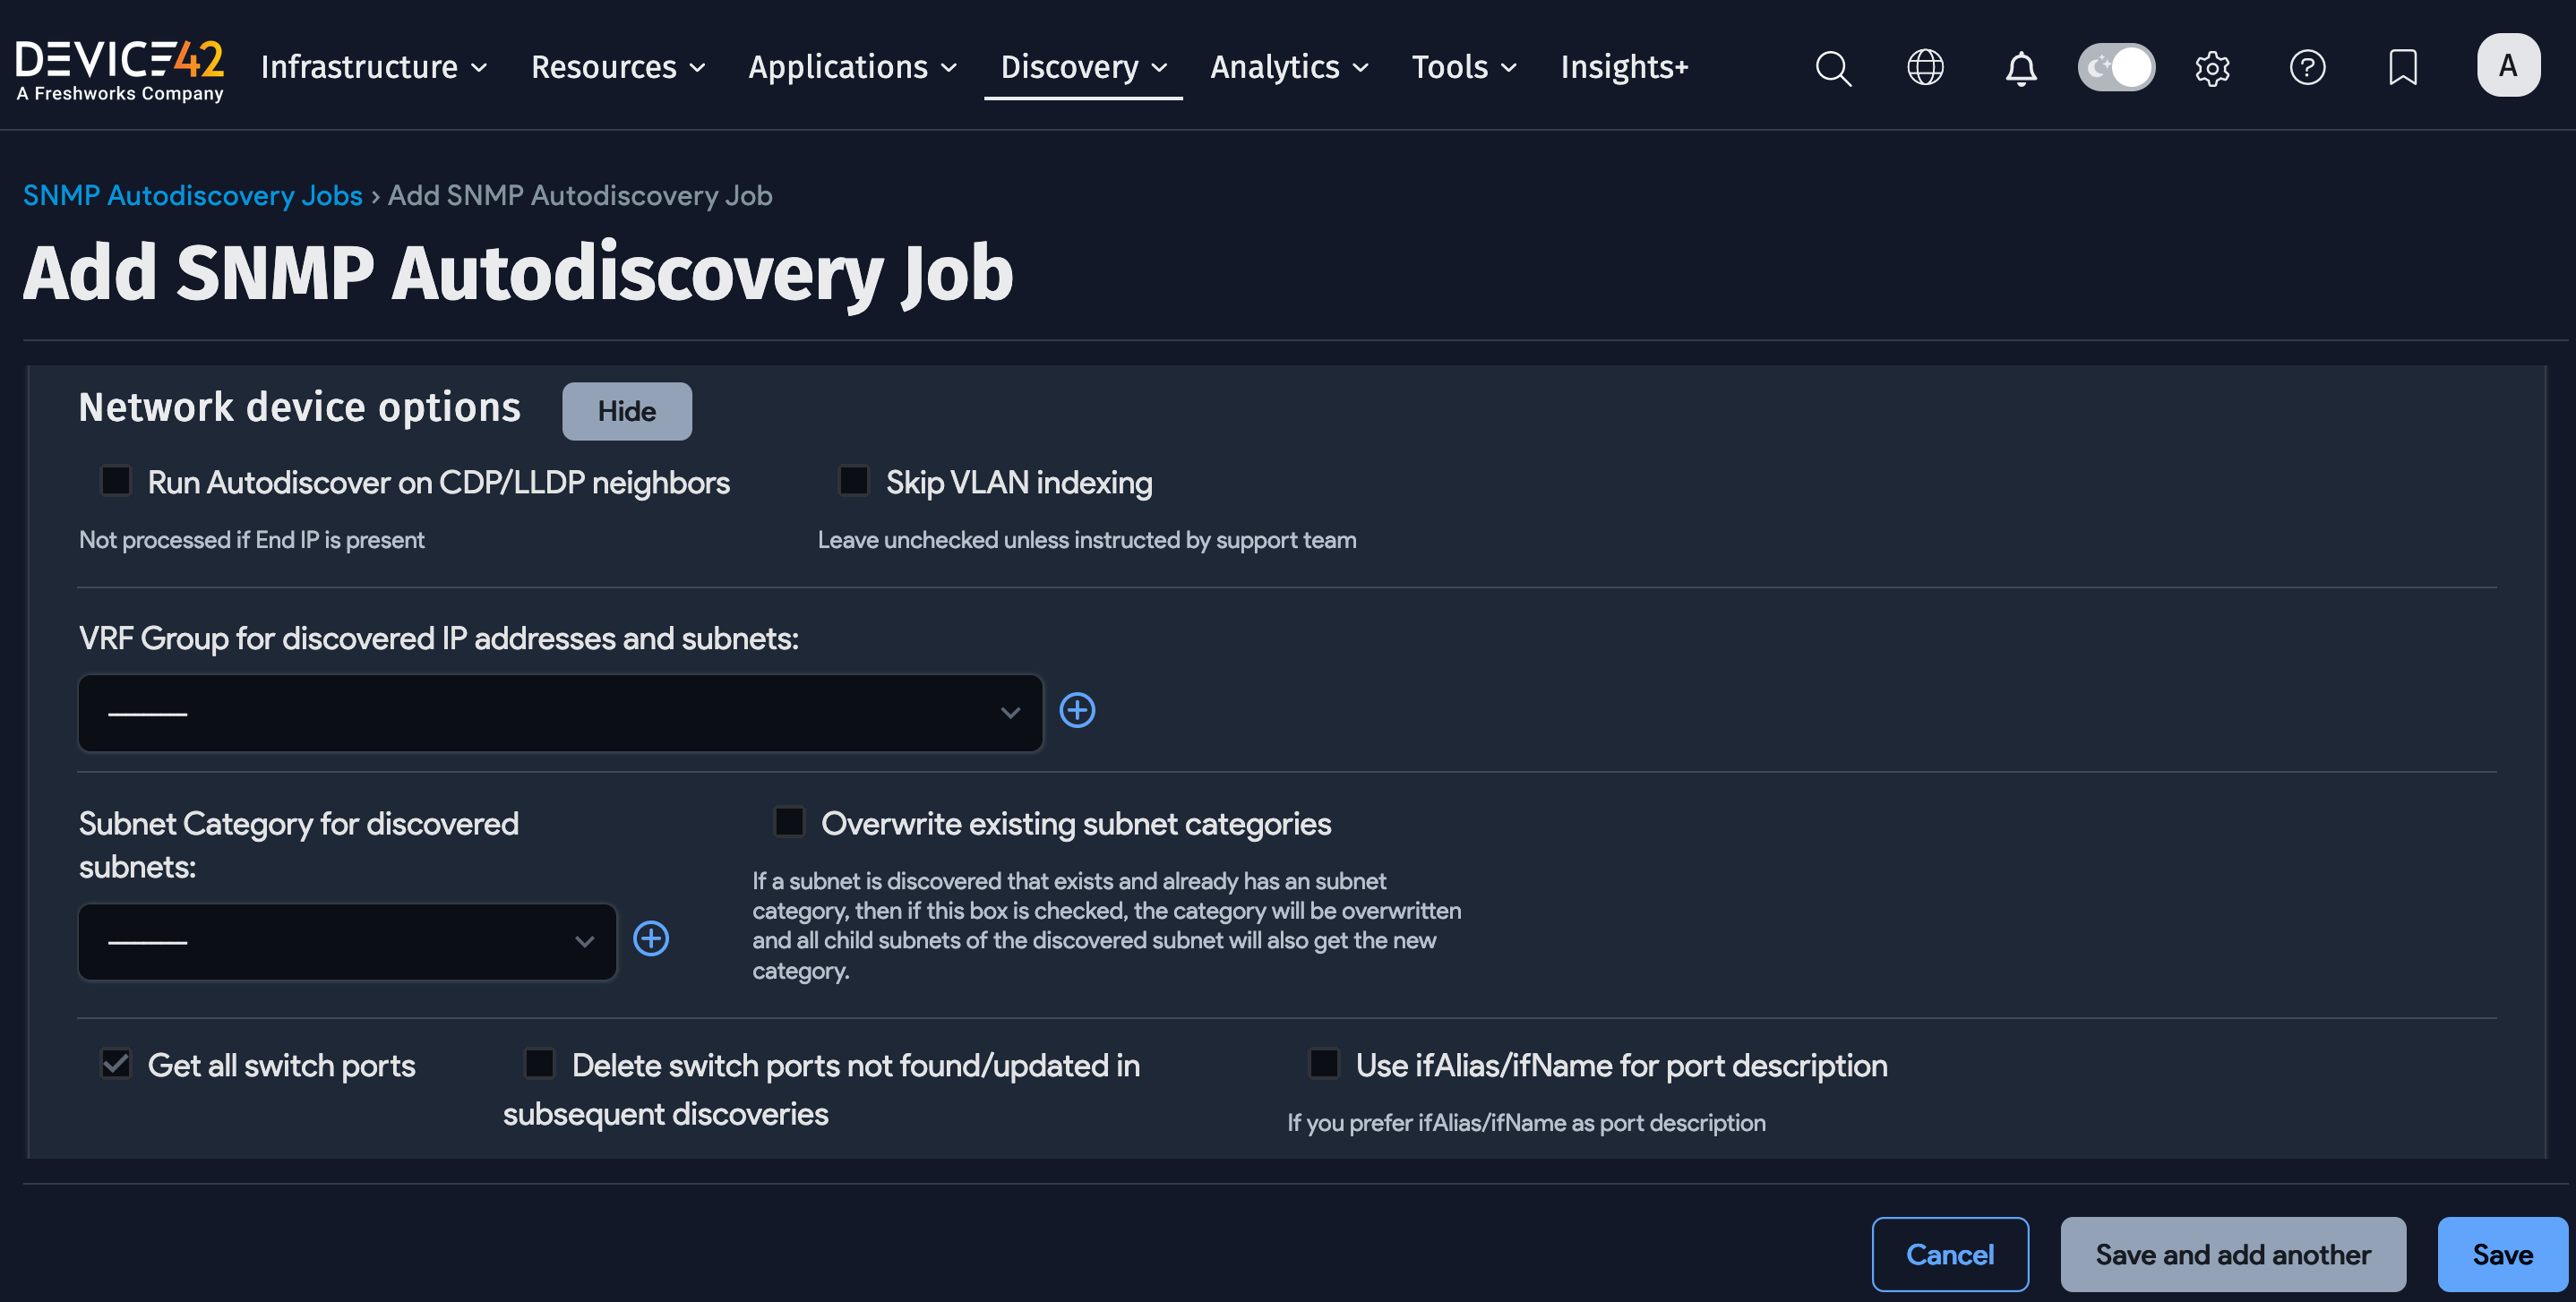 DEVICE42
A Freshworks Company
Infrastructure Resources Applications Discovery Analytics Tools Insights+
A
SNMP Autodiscovery Jobs › Add SNMP Autodiscovery Job
Add SNMP Autodiscovery Job
Network device options Hide
Run Autodiscover on CDP/LLDP neighbors
Skip VLAN indexing
Not processed if End IP is present
Leave unchecked unless instructed by support team
VRF Group for discovered IP addresses and subnets:
Subnet Category for discovered
subnets:
Overwrite existing subnet categories
If a subnet is discovered that exists and already has an subnet
category, then if this box is checked, the category will be overwritten
and all child subnets of the discovered subnet will also get the new
category.
Get all switch ports
Delete switch ports not found/updated in
subsequent discoveries
Use ifAlias/ifName for port description
If you prefer ifAlias/ifName as port description
Cancel
Save and add another
Save